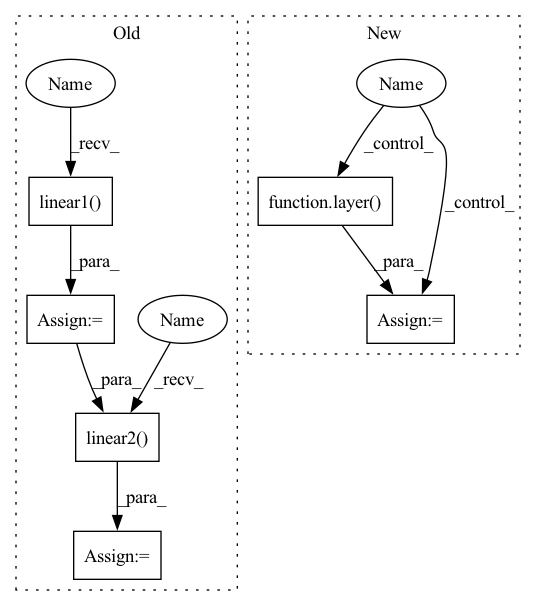 Old
New
Name
Name
_recv_
_control_
linear1()
function.layer()
_control_
_para_
_para_
Assign:=
Name
Assign:=
_para_
_recv_
linear2()
_para_
Assign:=